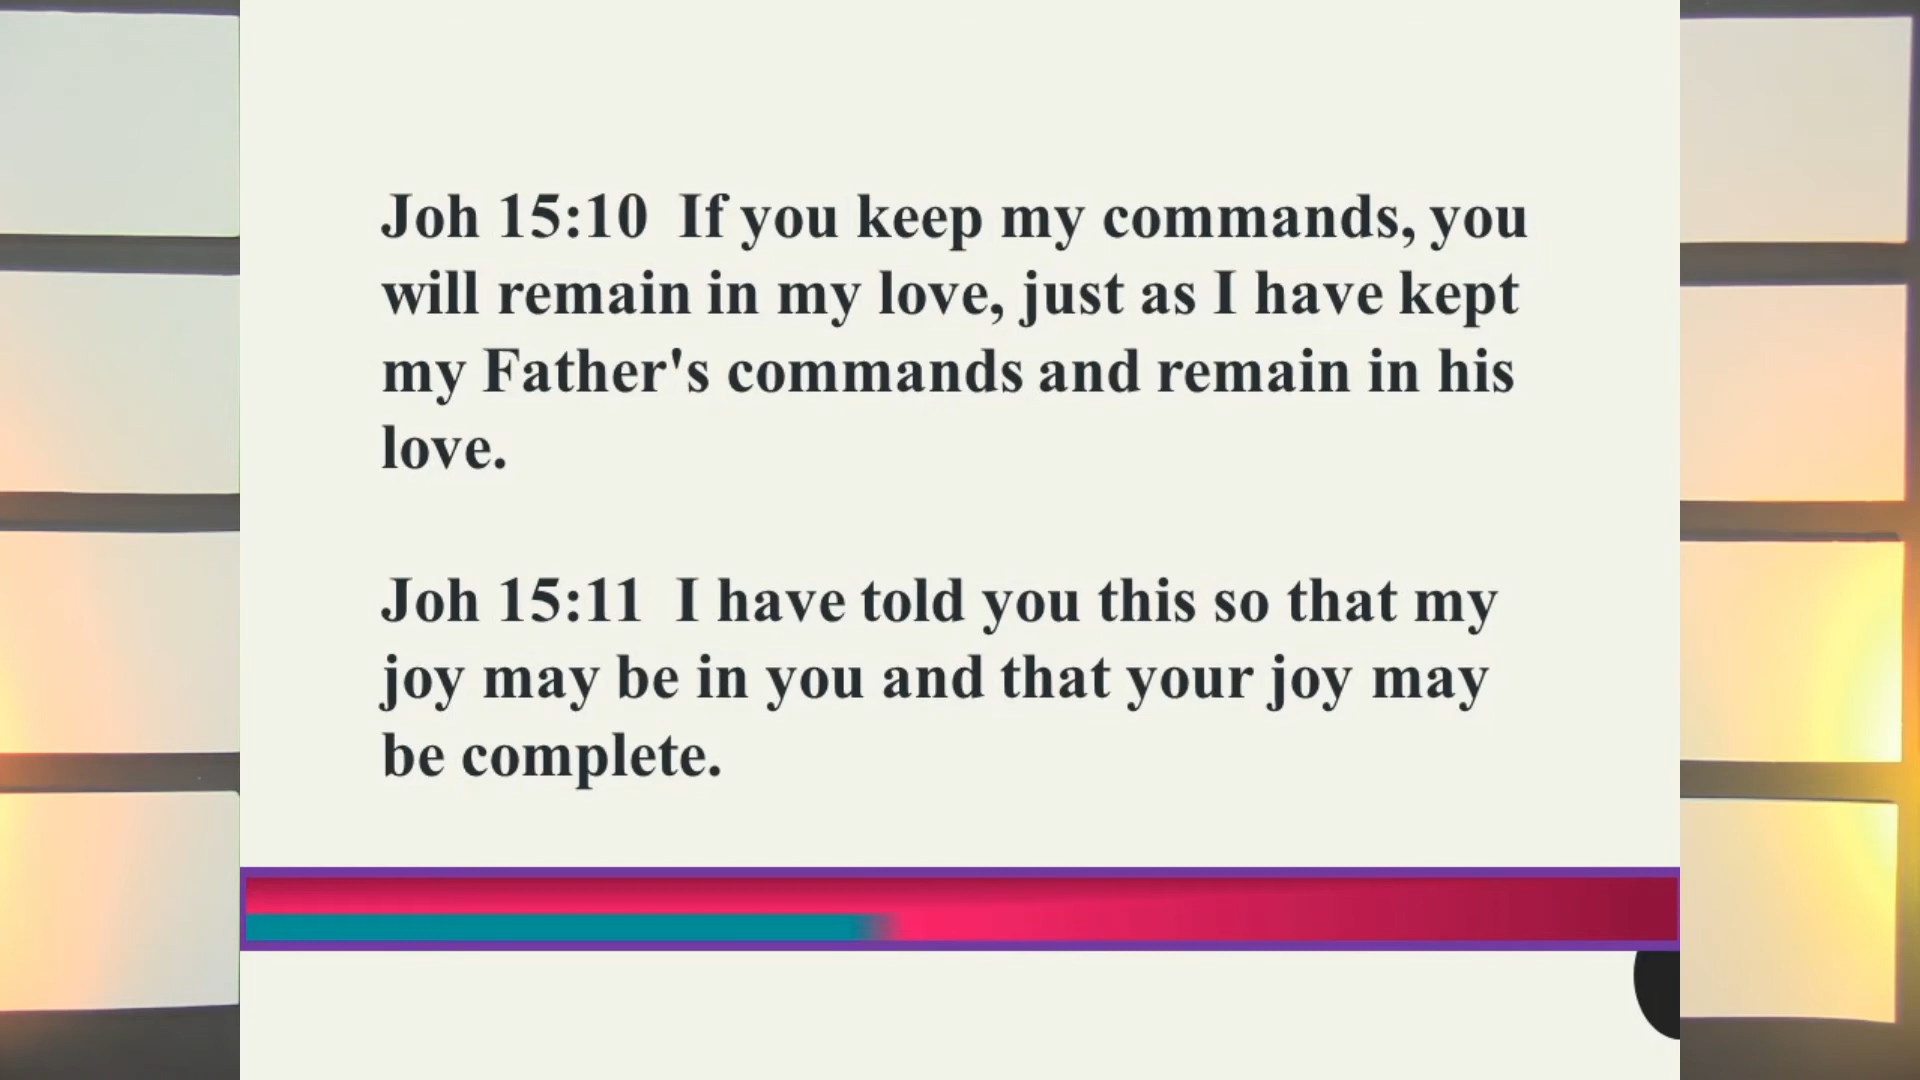 Joh 15:10  If you keep my commands, you
will remain in my love, just as I have kept
my Father's commands and remain in his
love.
Joh 15:11  I have told you this so that my
joy may be in you and that your joy may
be complete.